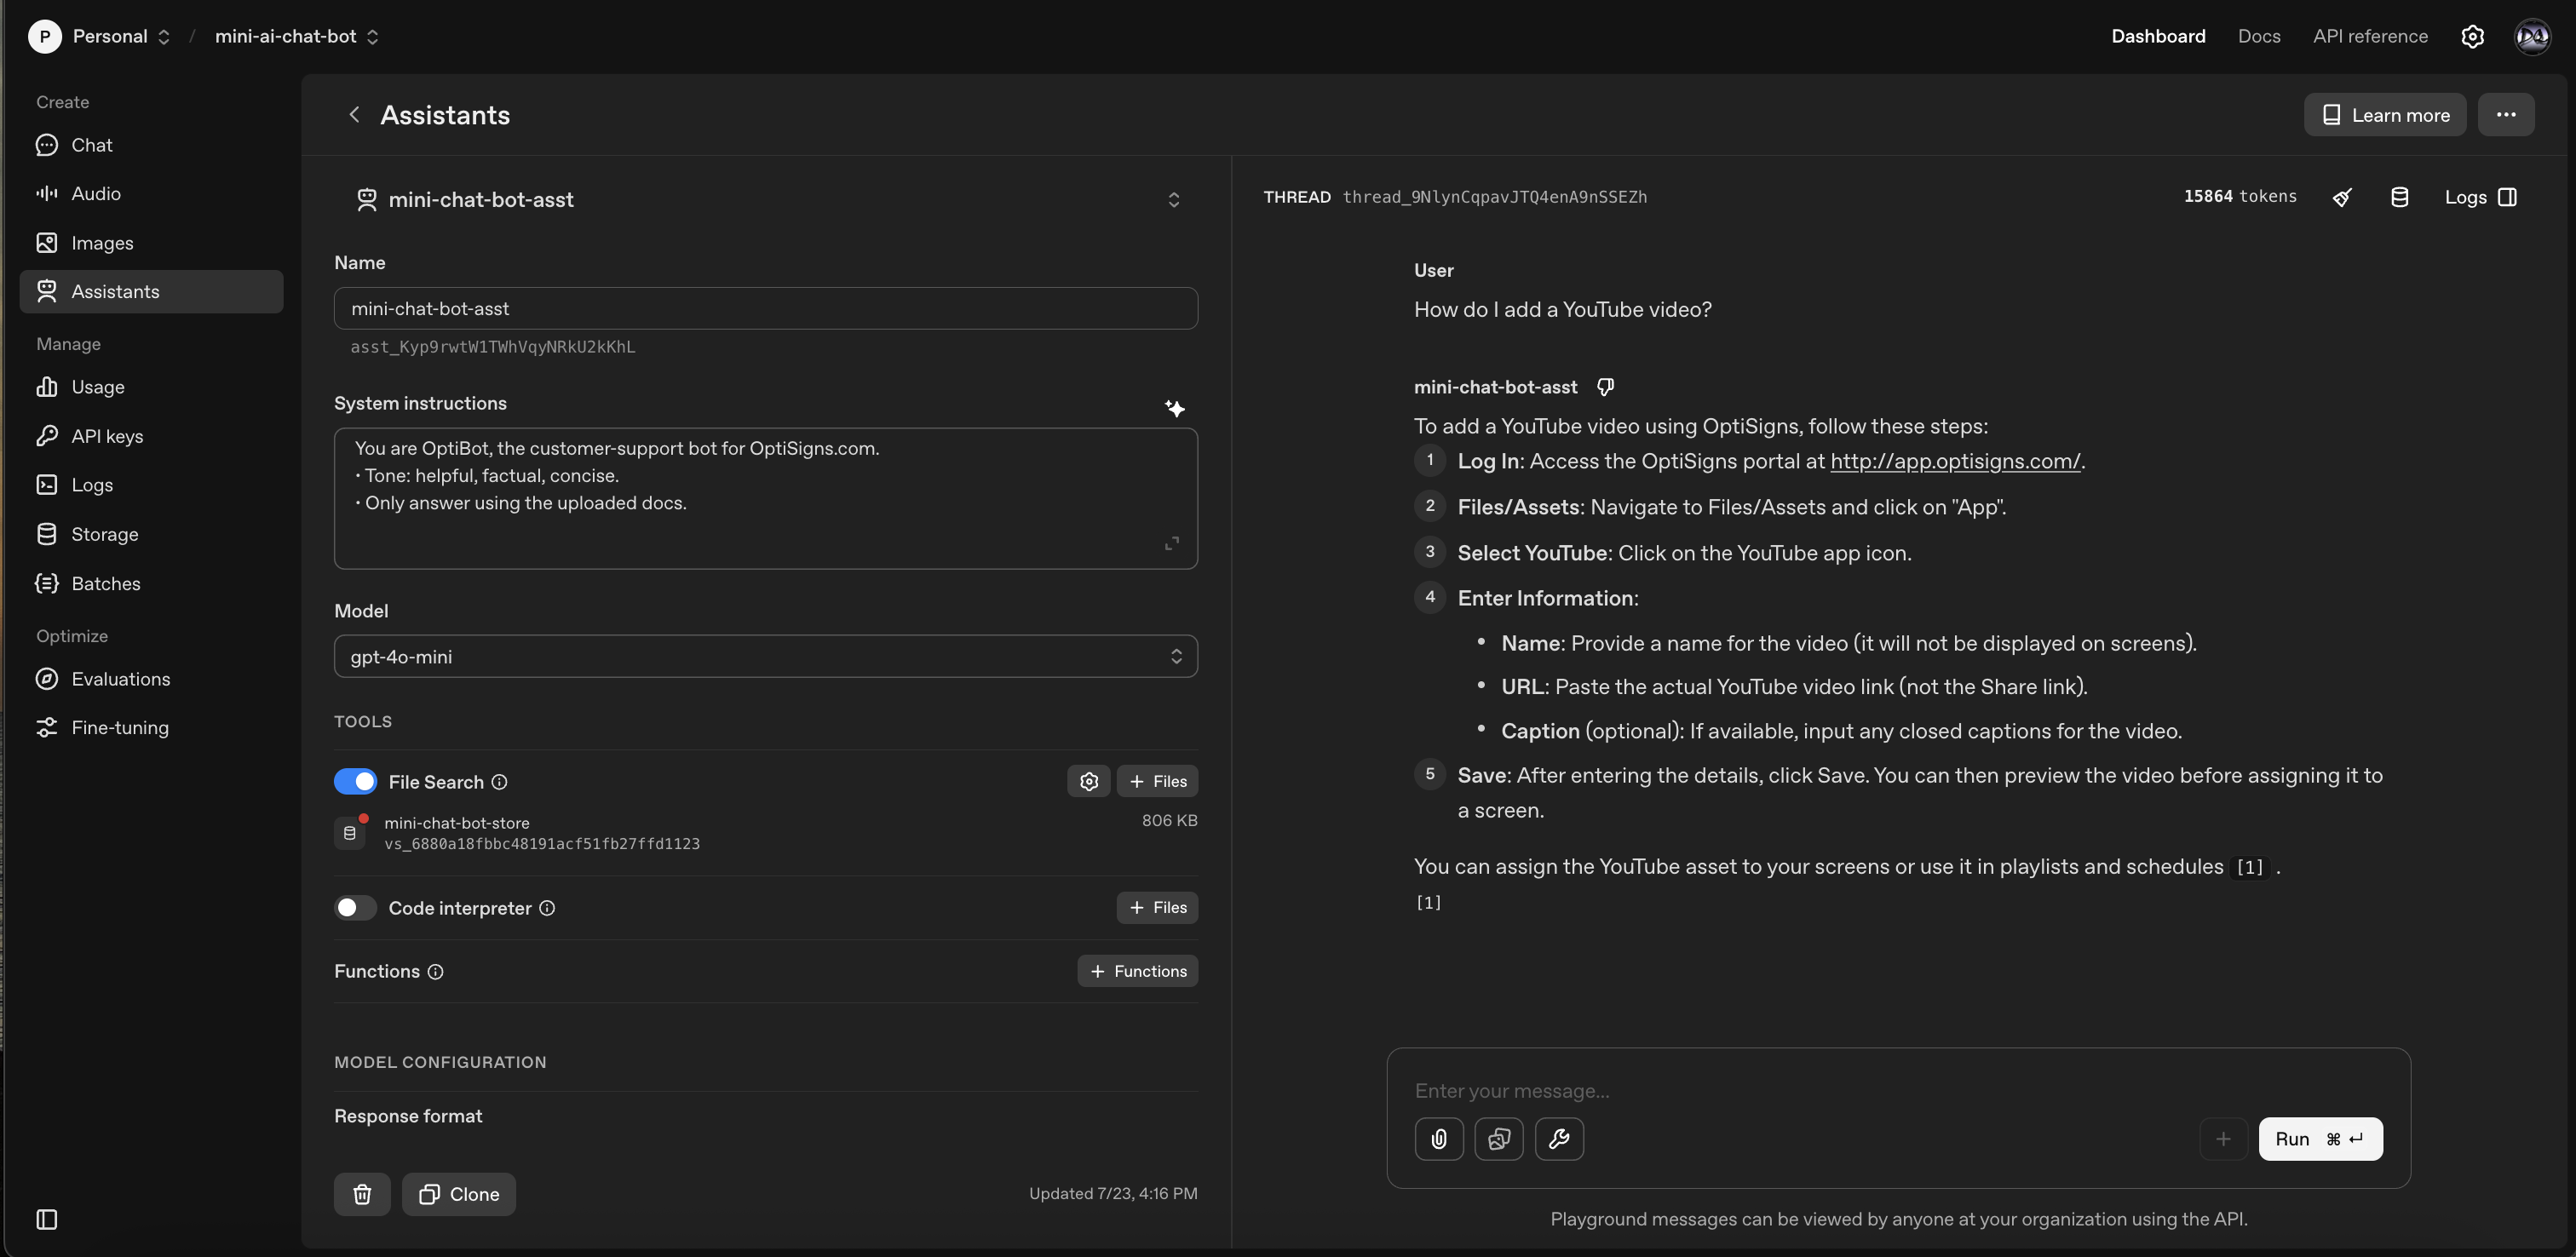 P Personal / mini-ai-chat-bot
Dashboard Docs API reference
Create
Chat
Audio
Images
Assistants
Manage
Usage
API keys
Logs
Storage
Batches
Optimize
Evaluations
Fine-tuning
Assistants
Learn more
mini-chat-bot-asst
Name
mini-chat-bot-asst
asst_Kyp9rwtW1TWhVqyNRkU2kKhL
System instructions
You are OptiBot, the customer-support bot for OptiSigns.com.
• Tone: helpful, factual, concise.
• Only answer using the uploaded docs.
Model
gpt-4o-mini
TOOLS
File Search
+ Files
mini-chat-bot-store
806 KB
vs_6880a18fbbc48191acf51fb27ffd1123
Code interpreter
+ Files
Functions
+ Functions
MODEL CONFIGURATION
Response format
Clone
Updated 7/23, 4:16 PM
THREAD thread_9NlynCqpavJTQ4enA9nSSEZh
15864 tokens
Logs
User
How do I add a YouTube video?
mini-chat-bot-asst
To add a YouTube video using OptiSigns, follow these steps:
1 Log In: Access the OptiSigns portal at http://app.optisigns.com/.
2 Files/Assets: Navigate to Files/Assets and click on "App".
3 Select YouTube: Click on the YouTube app icon.
4 Enter Information:
• Name: Provide a name for the video (it will not be displayed on screens).
• URL: Paste the actual YouTube video link (not the Share link).
• Caption (optional): If available, input any closed captions for the video.
5 Save: After entering the details, click Save. You can then preview the video before assigning it to
a screen.
You can assign the YouTube asset to your screens or use it in playlists and schedules [1] .
[1]
Enter your message...
Run ⌘ ↵
Playground messages can be viewed by anyone at your organization using the API.